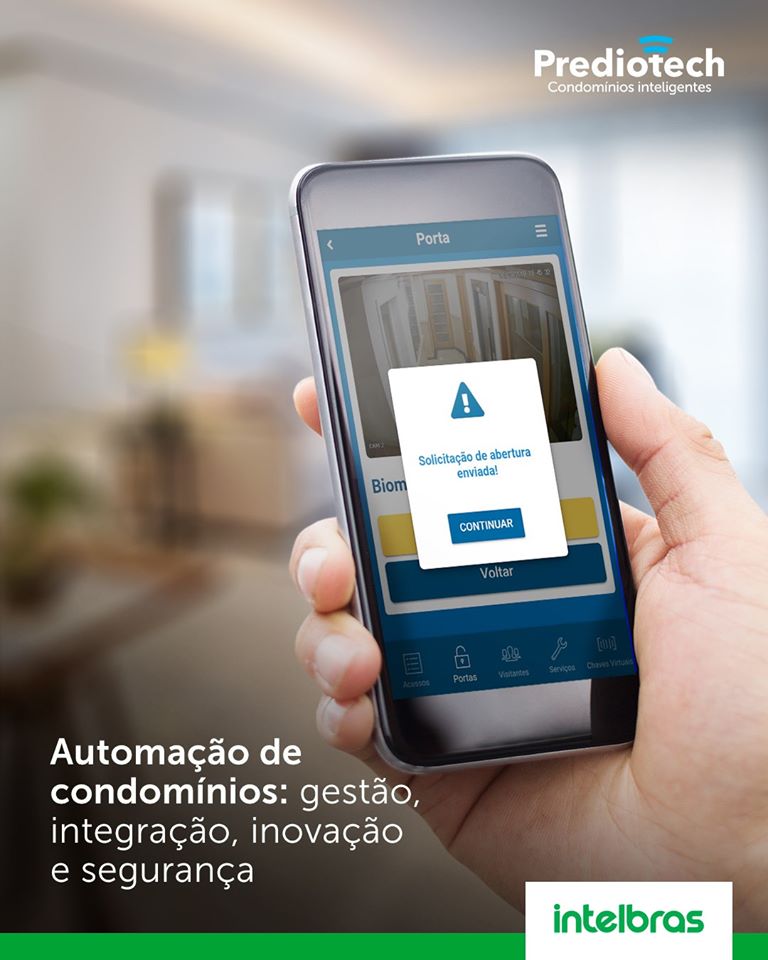 Prediotech
Condomínios inteligentes
Porta
CAM 2
Solicitação de abertura
enviada!
CONTINUAR
Biom
Voltar
Acessos
Portas
Visitantes
Serviços
Chaves Virtuais
Automação de
condomínios: gestão,
integração, inovação
e segurança
intelbras